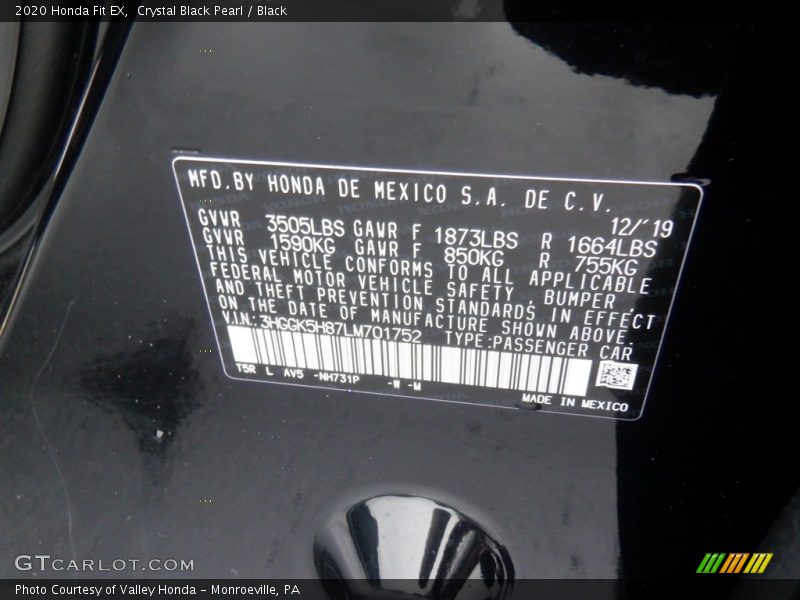 2020 Honda Fit EX, Crystal Black Pearl / Black
MFD.BY HONDA DE MEXICO S.A. DE C.V.
12/'19
GVWR 3505LBS GAWR F 1873LBS R 1664LBS
GVWR 1590KG GAWR F 850KG R 755KG
THIS VEHICLE CONFORMS TO ALL APPLICABLE
FEDERAL MOTOR VEHICLE SAFETY, BUMPER
AND THEFT PREVENTION STANDARDS IN EFFECT
ON THE DATE OF MANUFACTURE SHOWN ABOVE.
V.IN: 3HGGK5H87LM701752 TYPE:PASSENGER CAR
T5R L AV5 -NH731P -W -M
MADE IN MEXICO
GTCARLOT.COM
Photo Courtesy of Valley Honda - Monroeville, PA